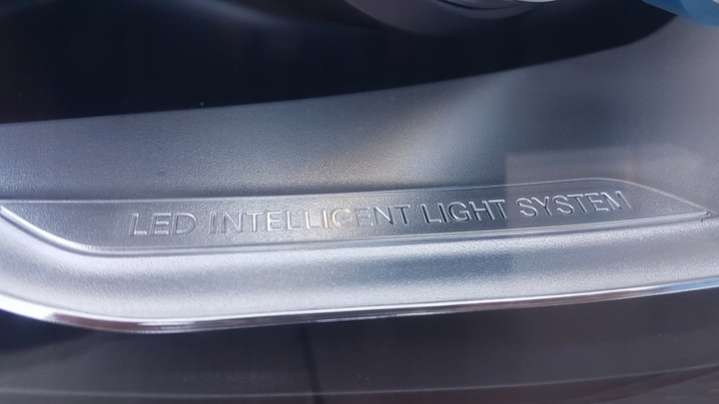 LED INTELLIGENT LIGHT SYSTEM